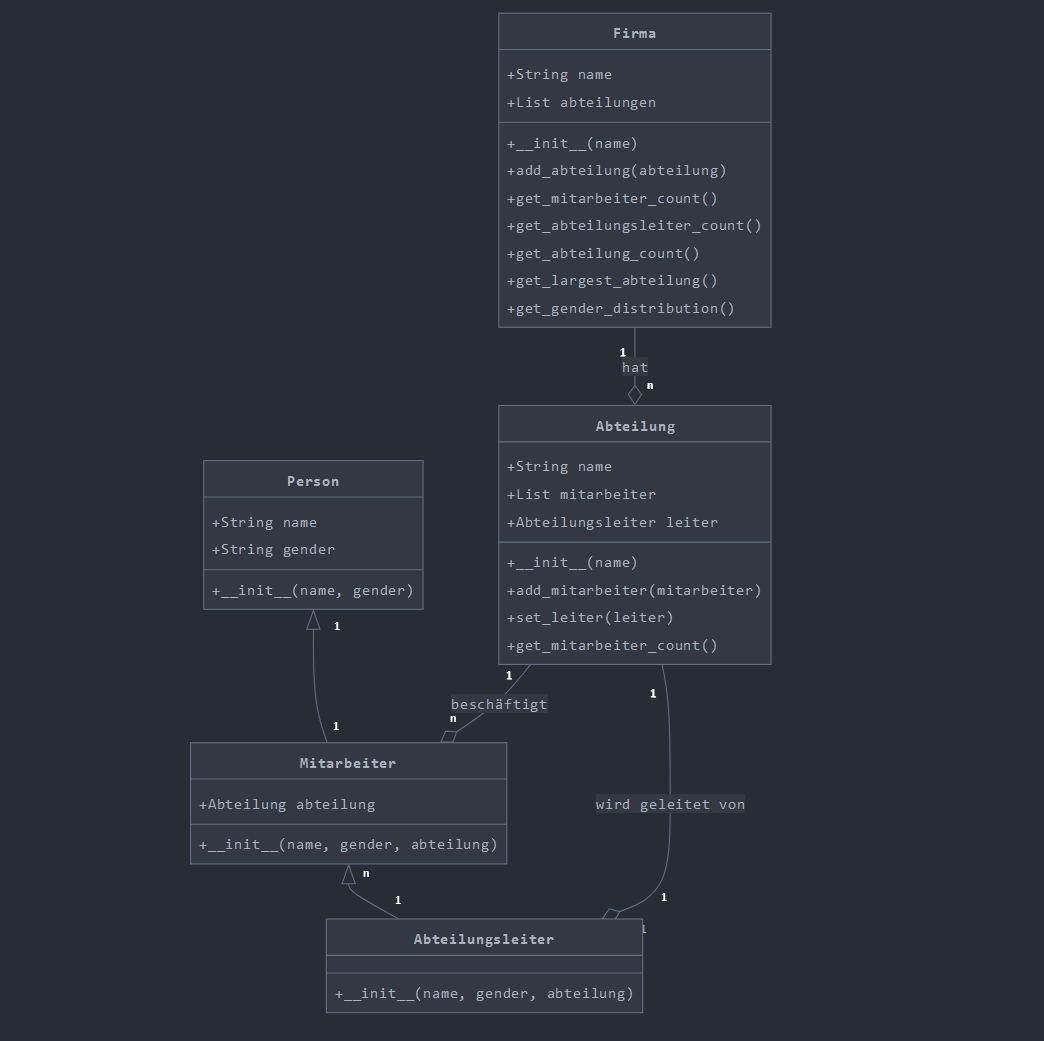 Firma
+String name
+List abteilungen
+__init__(name)
+add_abteilung(abteilung)
+get_mitarbeiter_count()
+get_abteilungsleiter_count()
+get_abteilung_count()
+get_largest_abteilung()
+get_gender_distribution()
1
hat
n
Abteilung
+String name
+List mitarbeiter
+Abteilungsleiter leiter
+__init__(name)
+add_mitarbeiter(mitarbeiter)
+set_leiter(leiter)
+get_mitarbeiter_count()
Person
+String name
+String gender
+__init__(name, gender)
1
1
1
beschäftigt
n
1
wird geleitet von
1
1
Mitarbeiter
+Abteilung abteilung
+__init__(name, gender, abteilung)
n
1
Abteilungsleiter
+__init__(name, gender, abteilung)